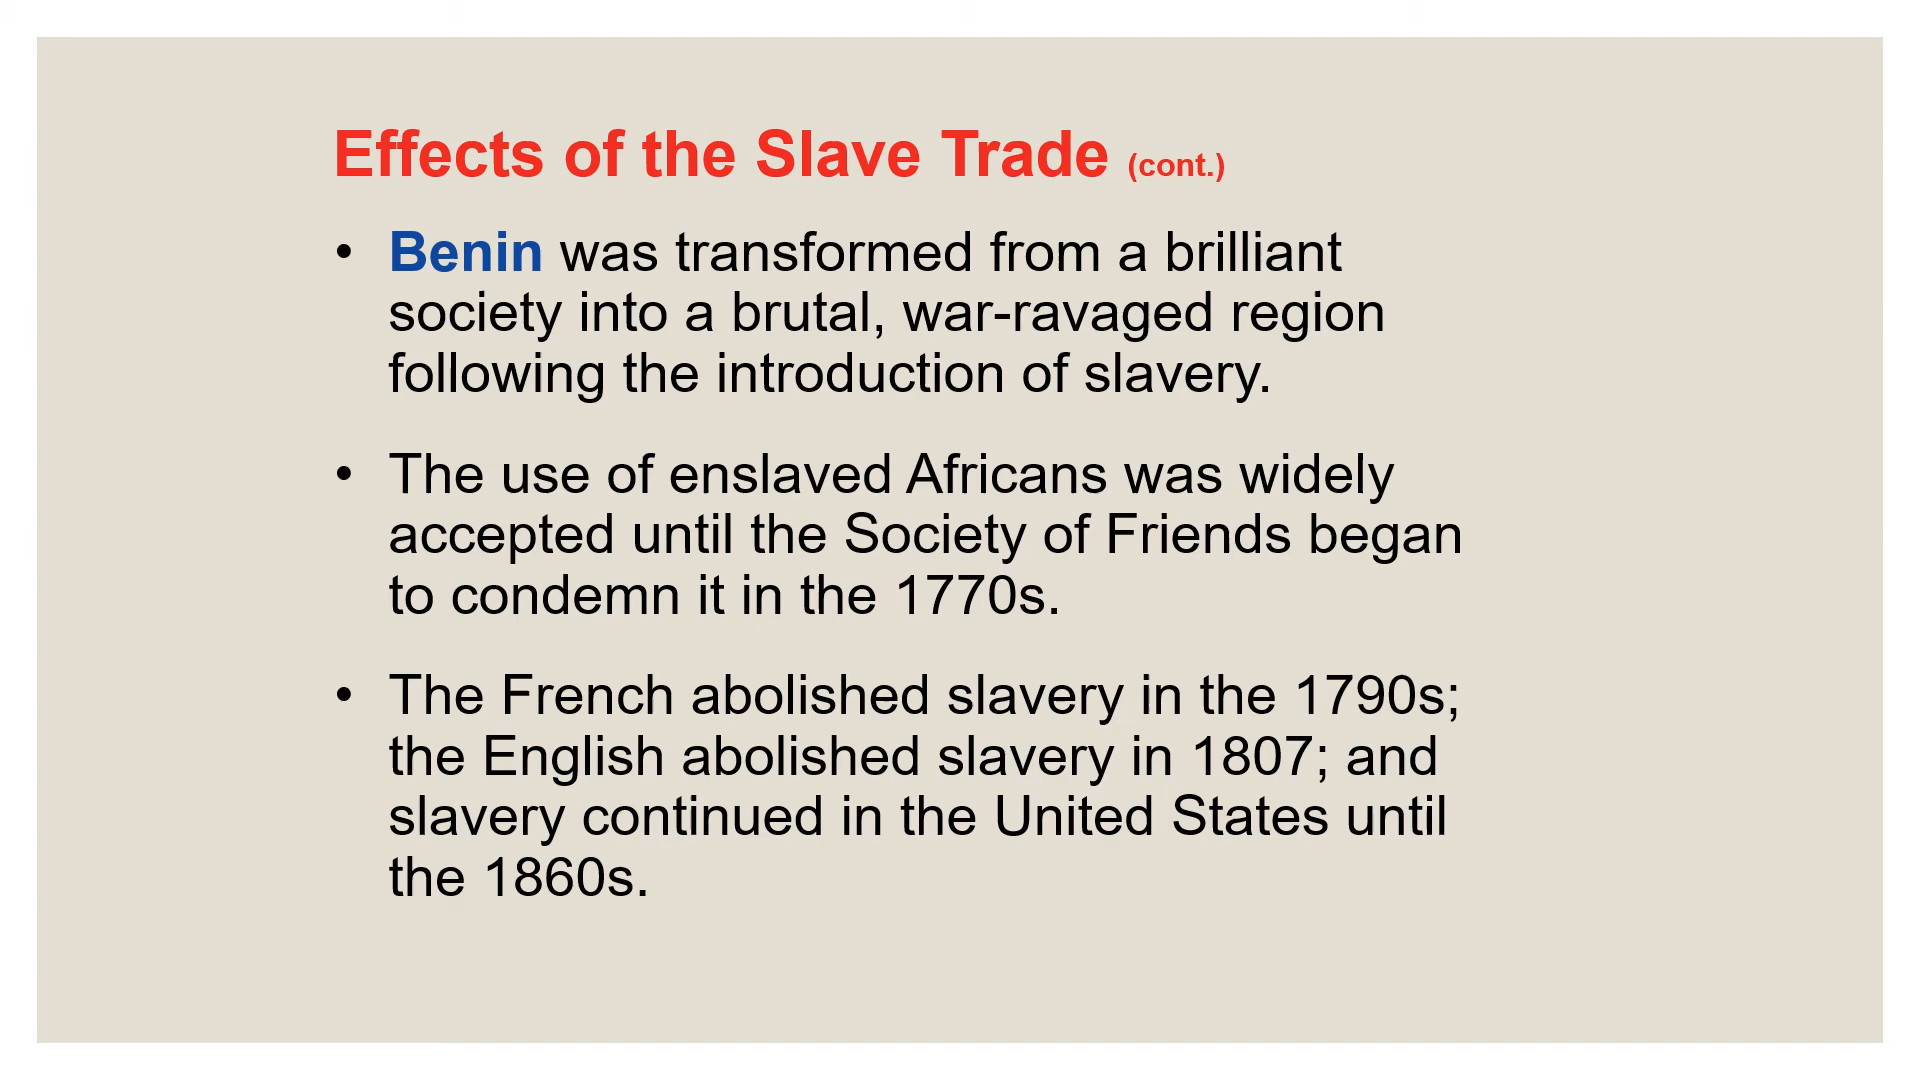 Effects of the Slave Trade (cont.)
• Benin was transformed from a brilliant
society into a brutal, war-ravaged region
following the introduction of slavery.
• The use of enslaved Africans was widely
accepted until the Society of Friends began
to condemn it in the 1770s.
• The French abolished slavery in the 1790s;
the English abolished slavery in 1807; and
slavery continued in the United States until
the 1860s.